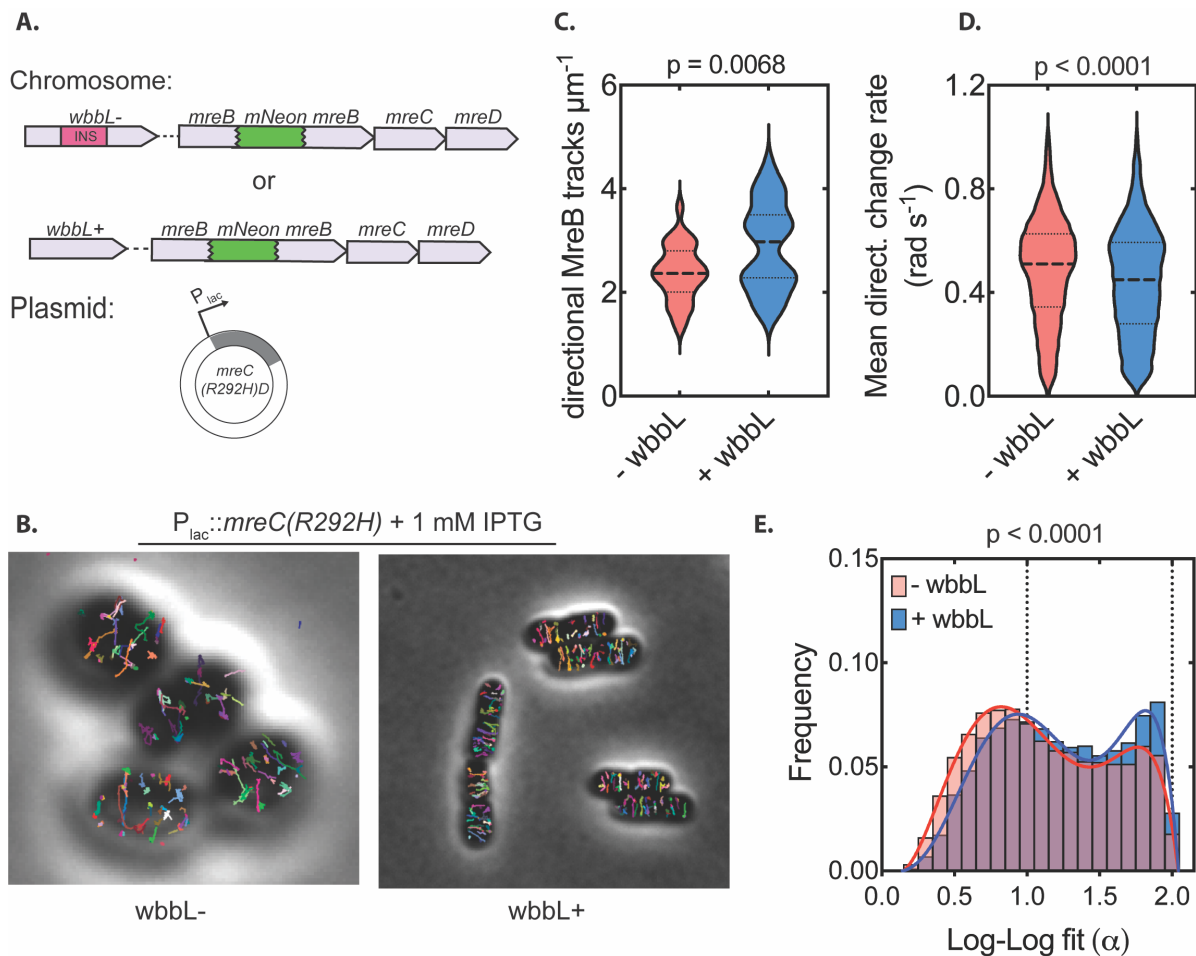 A.
Chromosome:
wbbL-
INS
mreB mNeon mreB mreC mreD
or
wbbL+
mreB mNeon mreB mreC mreD
Plasmid:
Plac
mreC
(R292H)D
B.
Plac::mreC(R292H) + 1 mM IPTG
wbbL-
wbbL+
C.
p = 0.0068
directional MreB tracks µm-1
6
4
2
0
- wbbL
+ wbbL
D.
p < 0.0001
Mean direct. change rate
(rad s-1)
1.2
0.8
0.4
0.0
- wbbL
+ wbbL
E.
p < 0.0001
- wbbL
+ wbbL
Frequency
0.15
0.10
0.05
0.00
0.0 0.5 1.0 1.5 2.0
Log-Log fit (α)